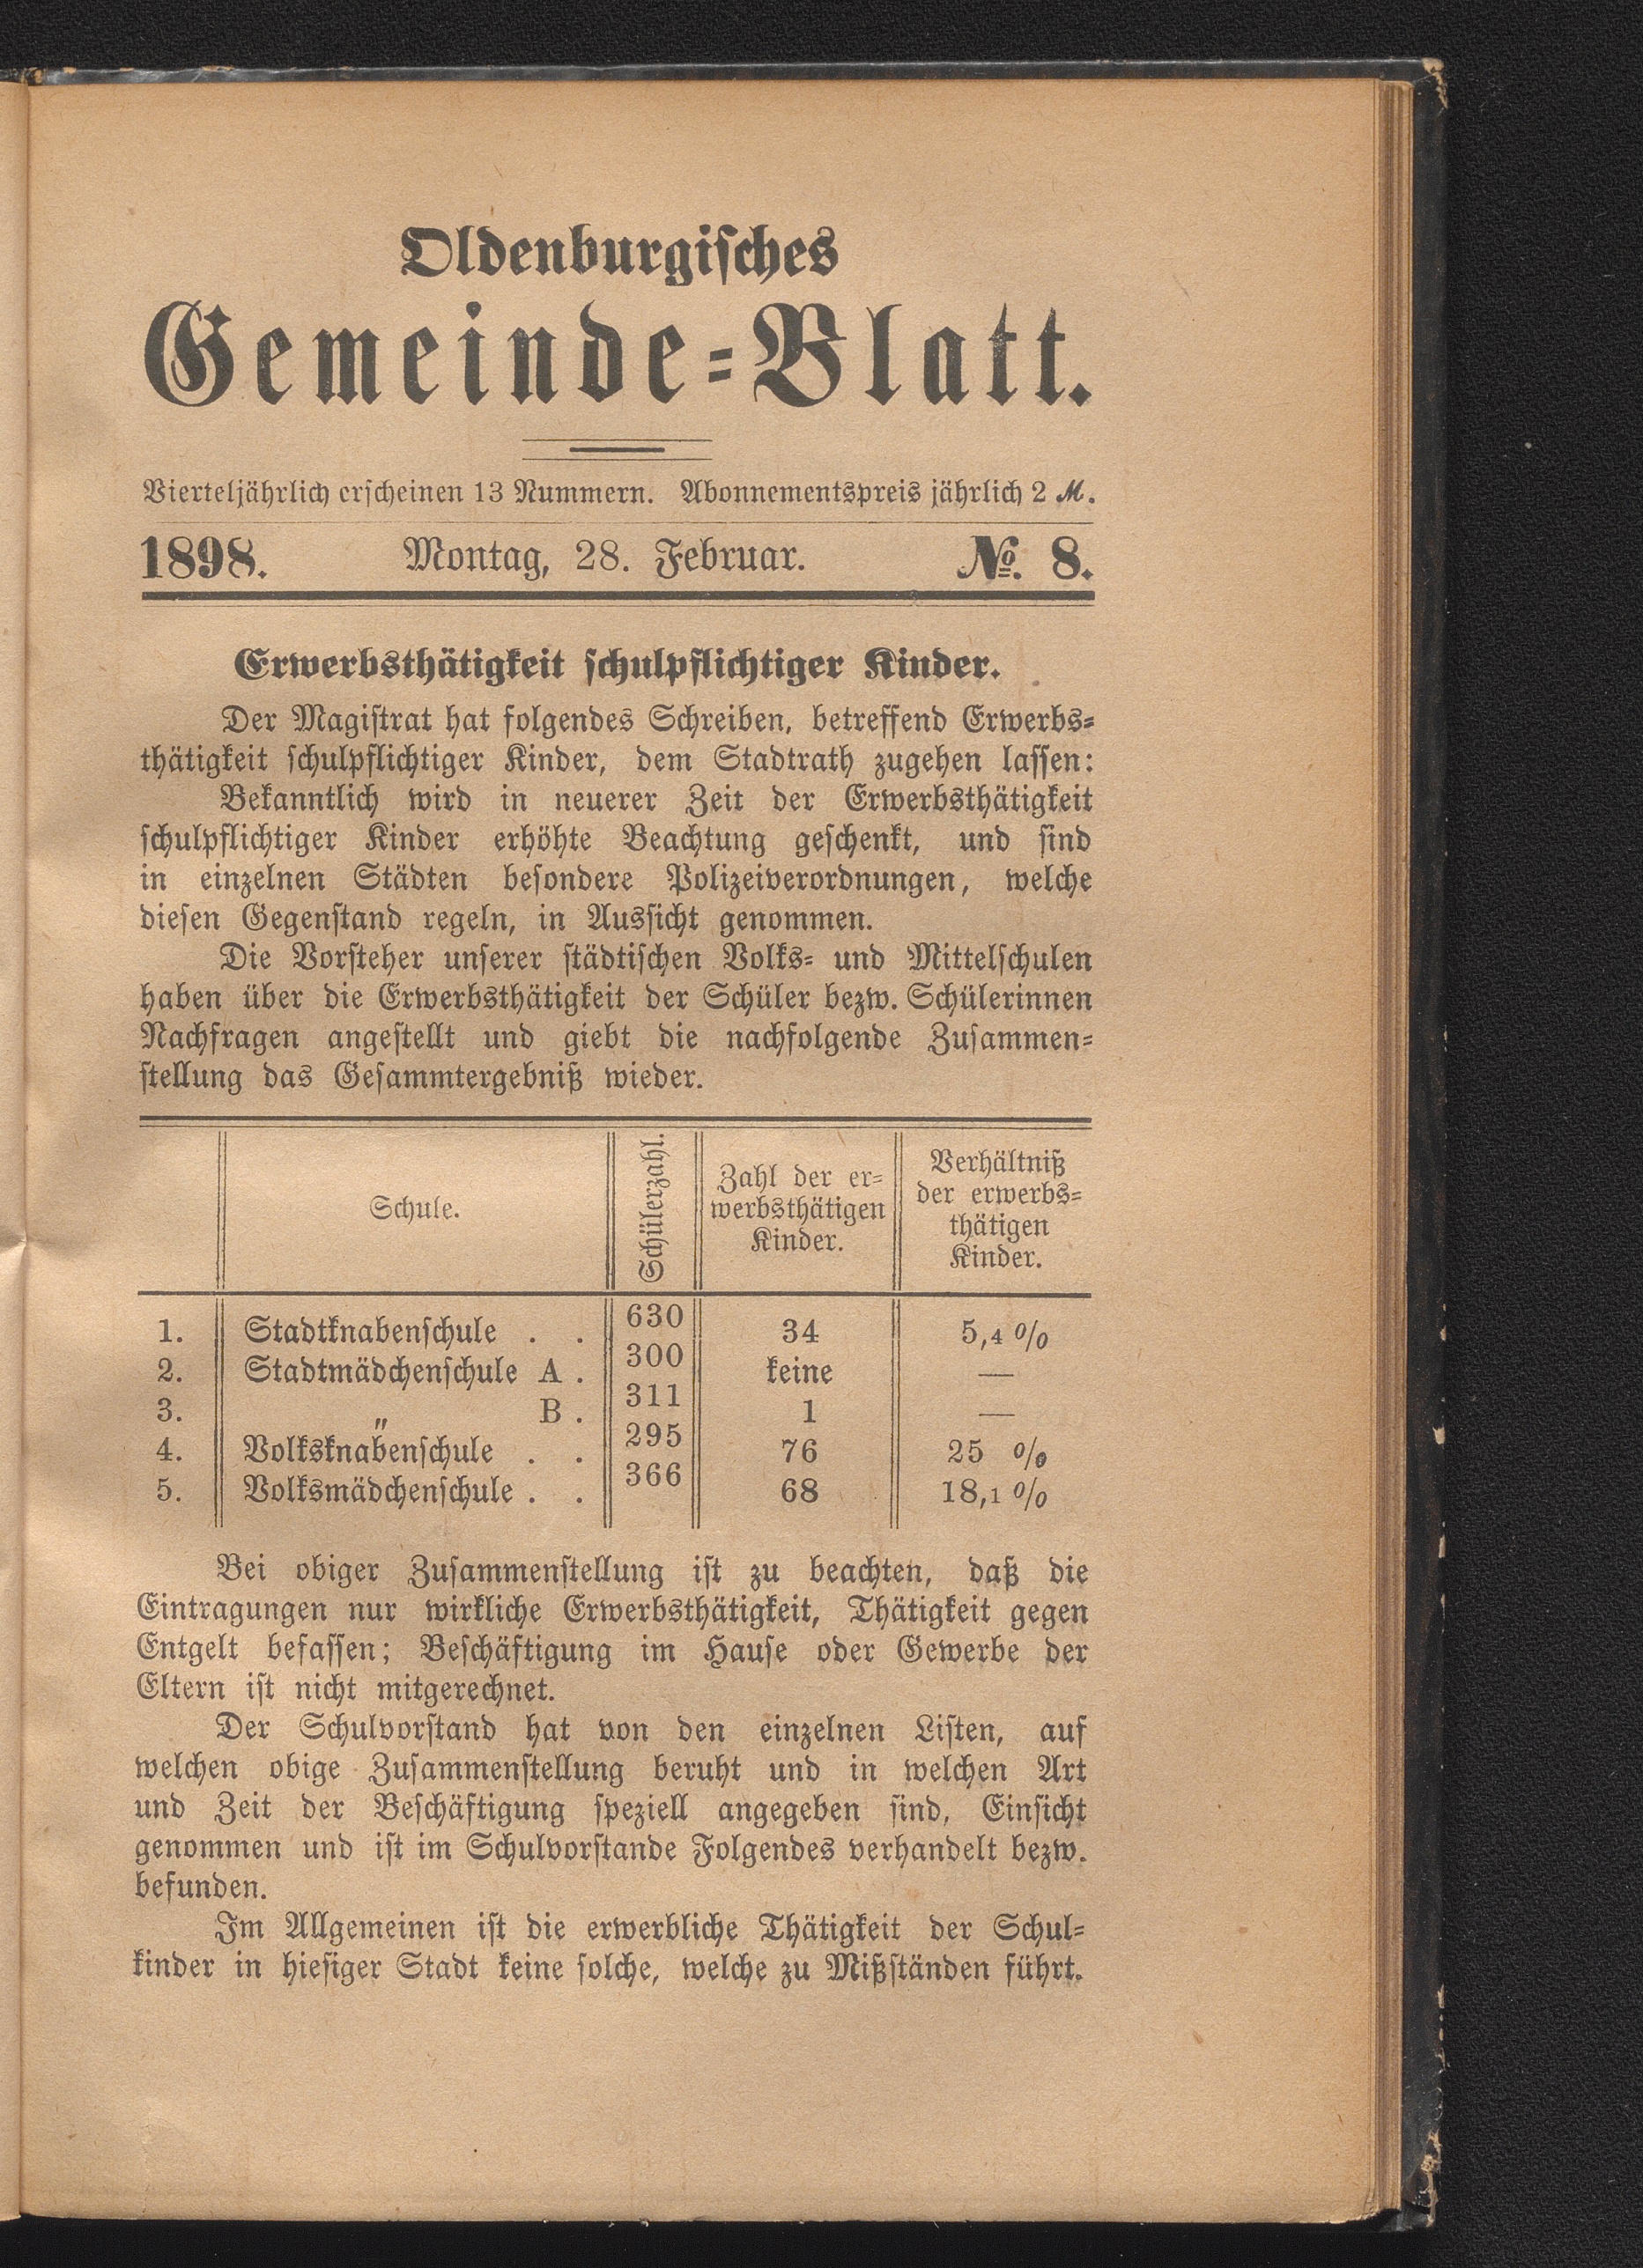 Oldenburgisches
Gemeinde-Blatt.
Vierteljährlich erscheinen 13 Nummern. Abonnementspreis jährlich 2 ℳ.
1898. Montag, 28. Februar. №. 8.
Erwerbsthätigkeit schulpflichtiger Kinder.
Der Magistrat hat folgendes Schreiben, betreffend Erwerbs-
thätigkeit schulpflichtiger Kinder, dem Stadtrath zugehen lassen:
Bekanntlich wird in neuerer Zeit der Erwerbsthätigkeit
schulpflichtiger Kinder erhöhte Beachtung geschenkt, und sind
in einzelnen Städten besondere Polizeiverordnungen, welche
diesen Gegenstand regeln, in Aussicht genommen.
Die Vorsteher unserer städtischen Volks- und Mittelschulen
haben über die Erwerbsthätigkeit der Schüler bezw. Schülerinnen
Nachfragen angestellt und giebt die nachfolgende Zusammen-
stellung das Gesammtergebniß wieder.
Schule.
Schülerzahl.
Zahl der er-
werbsthätigen
Kinder.
Verhältniß
der erwerbs-
thätigen
Kinder.
1. Stadtknabenschule . . 630 34 5,4 %
2. Stadtmädchenschule A . 300 keine —
3. " B . 311 1 —
4. Volksknabenschule . . 295 76 25 %
5. Volksmädchenschule . . 366 68 18,1 %
Bei obiger Zusammenstellung ist zu beachten, daß die
Eintragungen nur wirkliche Erwerbsthätigkeit, Thätigkeit gegen
Entgelt befassen; Beschäftigung im Hause oder Gewerbe der
Eltern ist nicht mitgerechnet.
Der Schulvorstand hat von den einzelnen Listen, auf
welchen obige Zusammenstellung beruht und in welchen Art
und Zeit der Beschäftigung speziell angegeben sind, Einsicht
genommen und ist im Schulvorstande Folgendes verhandelt bezw.
befunden.
Im Allgemeinen ist die erwerbliche Thätigkeit der Schul-
kinder in hiesiger Stadt keine solche, welche zu Mißständen führt.